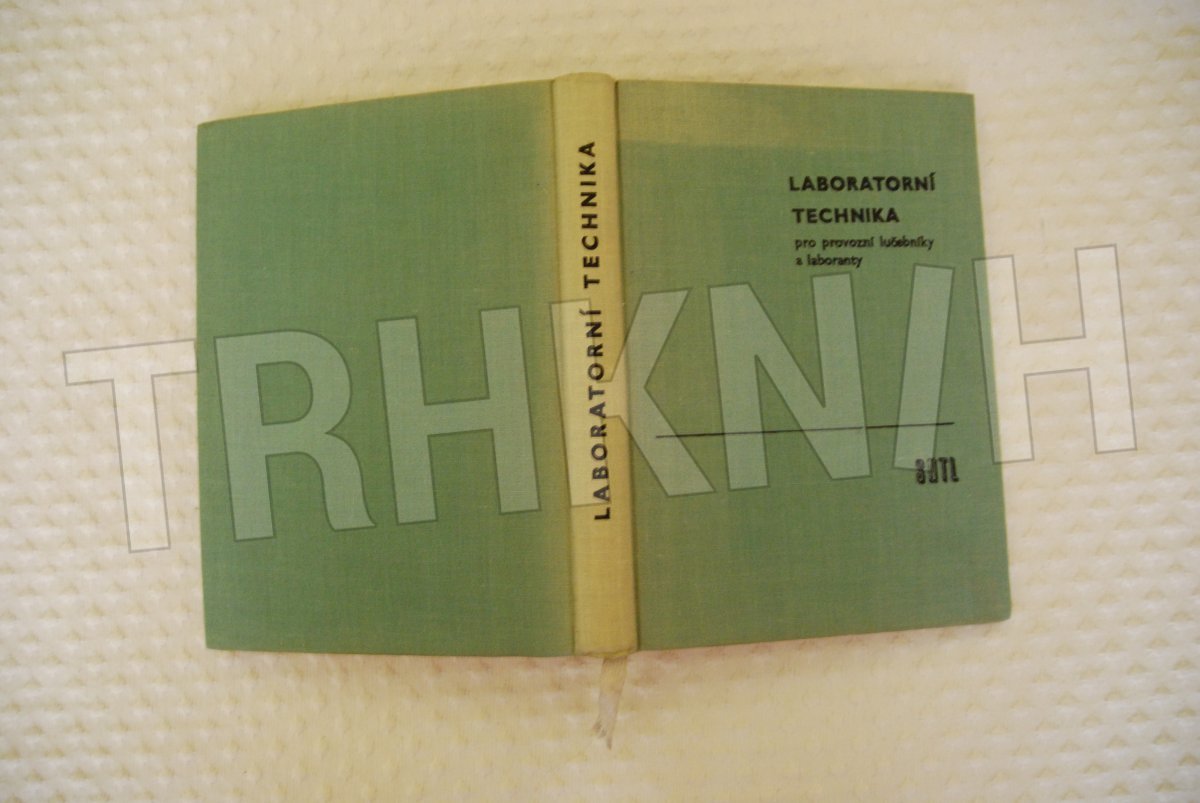 LABORATORNÍ TECHNIKA
LABORATORNÍ
TECHNIKA
pro provozní lučebníky
a laboranty
SNTL
TRHKNIH